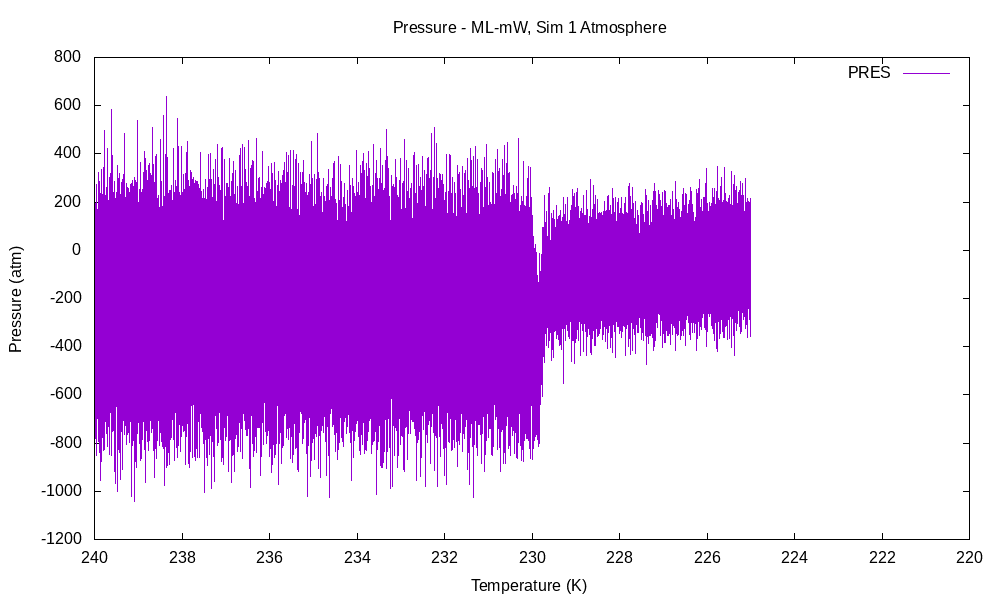 Pressure - ML-mW, Sim 1 Atmosphere
PRES
800
600
400
200
0
-200
-400
-600
-800
-1000
-1200
Pressure (atm)
240 238 236 234 232 230 228 226 224 222 220
Temperature (K)